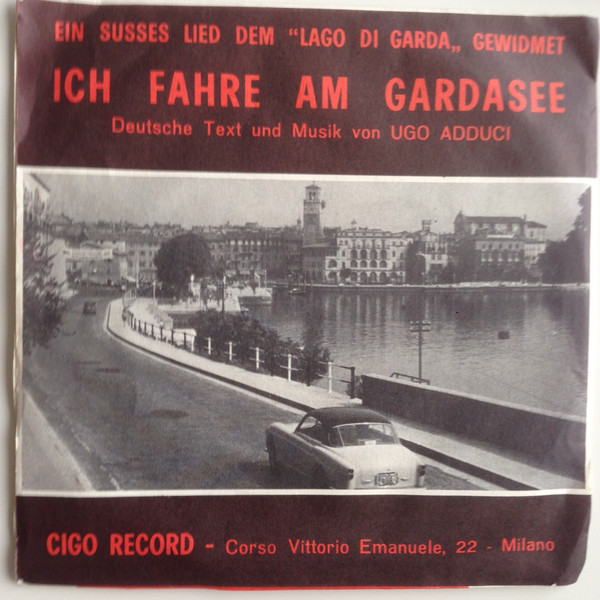 EIN SUSSES LIED DEM "LAGO DI GARDA„ GEWIDMET
ICH FAHRE AM GARDASEE
Deutsche Text und Musik von UGO ADDUCI
CIGO RECORD - Corso Vittorio Emanuele, 22 - Milano